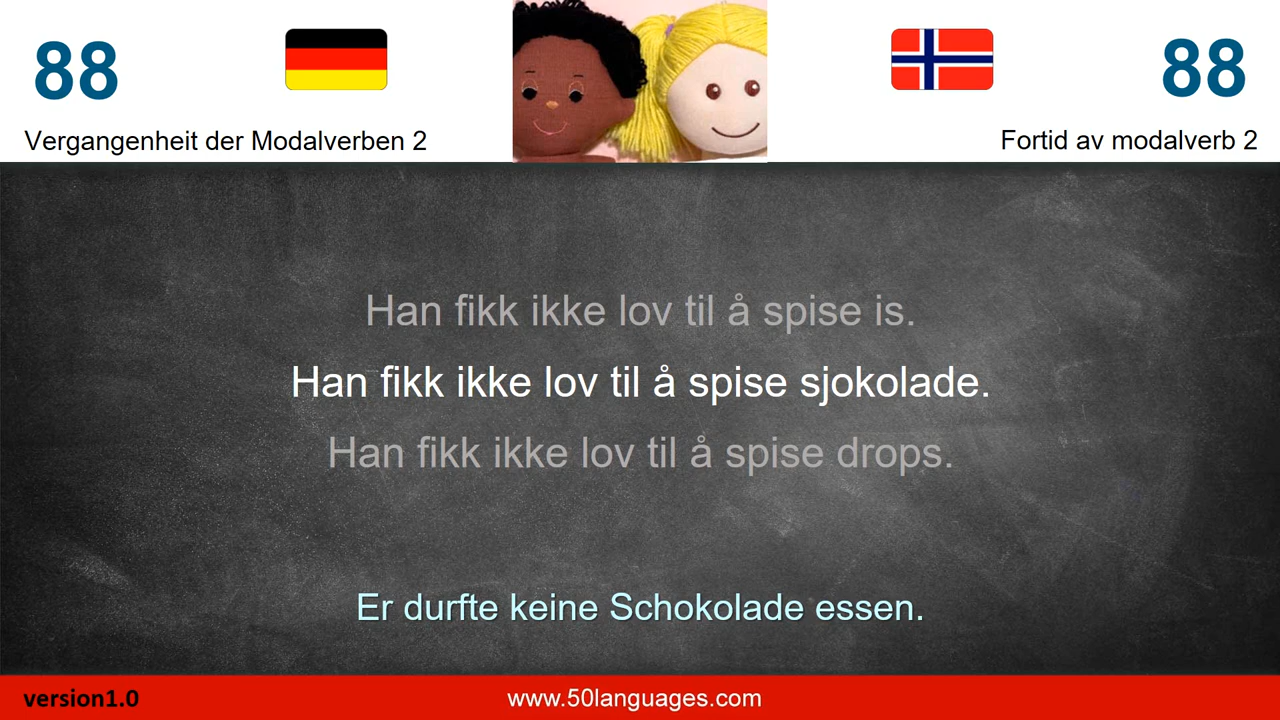 88
88
Vergangenheit der Modalverben 2
Fortid av modalverb 2
Han fikk ikke lov til å spise is.
Han fikk ikke lov til å spise sjokolade.
Han fikk ikke lov til å spise drops.
Er durfte keine Schokolade essen.
version1.0
www.50languages.com